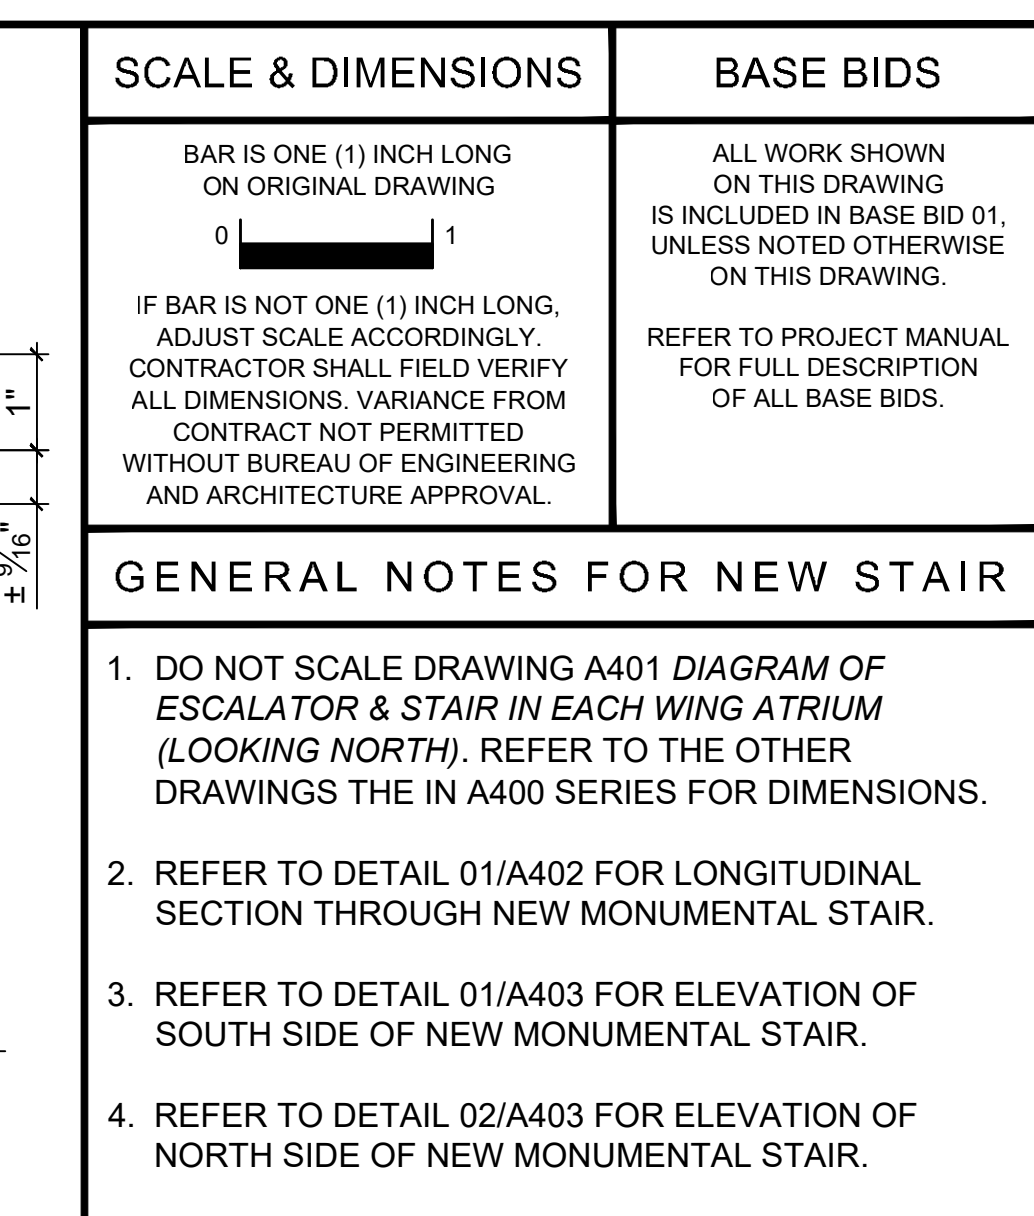 SCALE & DIMENSIONS
BAR IS ONE (1) INCH LONG
ON ORIGINAL DRAWING
0 1
IF BAR IS NOT ONE (1) INCH LONG,
ADJUST SCALE ACCORDINGLY.
CONTRACTOR SHALL FIELD VERIFY
ALL DIMENSIONS. VARIANCE FROM
CONTRACT NOT PERMITTED
WITHOUT BUREAU OF ENGINEERING
AND ARCHITECTURE APPROVAL.
BASE BIDS
ALL WORK SHOWN
ON THIS DRAWING
IS INCLUDED IN BASE BID 01,
UNLESS NOTED OTHERWISE
ON THIS DRAWING.
REFER TO PROJECT MANUAL
FOR FULL DESCRIPTION
OF ALL BASE BIDS.
1"
± 9/16"
GENERAL NOTES FOR NEW STAIR
1. DO NOT SCALE DRAWING A401 DIAGRAM OF
ESCALATOR & STAIR IN EACH WING ATRIUM
(LOOKING NORTH). REFER TO THE OTHER
DRAWINGS THE IN A400 SERIES FOR DIMENSIONS.
2. REFER TO DETAIL 01/A402 FOR LONGITUDINAL
SECTION THROUGH NEW MONUMENTAL STAIR.
3. REFER TO DETAIL 01/A403 FOR ELEVATION OF
SOUTH SIDE OF NEW MONUMENTAL STAIR.
4. REFER TO DETAIL 02/A403 FOR ELEVATION OF
NORTH SIDE OF NEW MONUMENTAL STAIR.